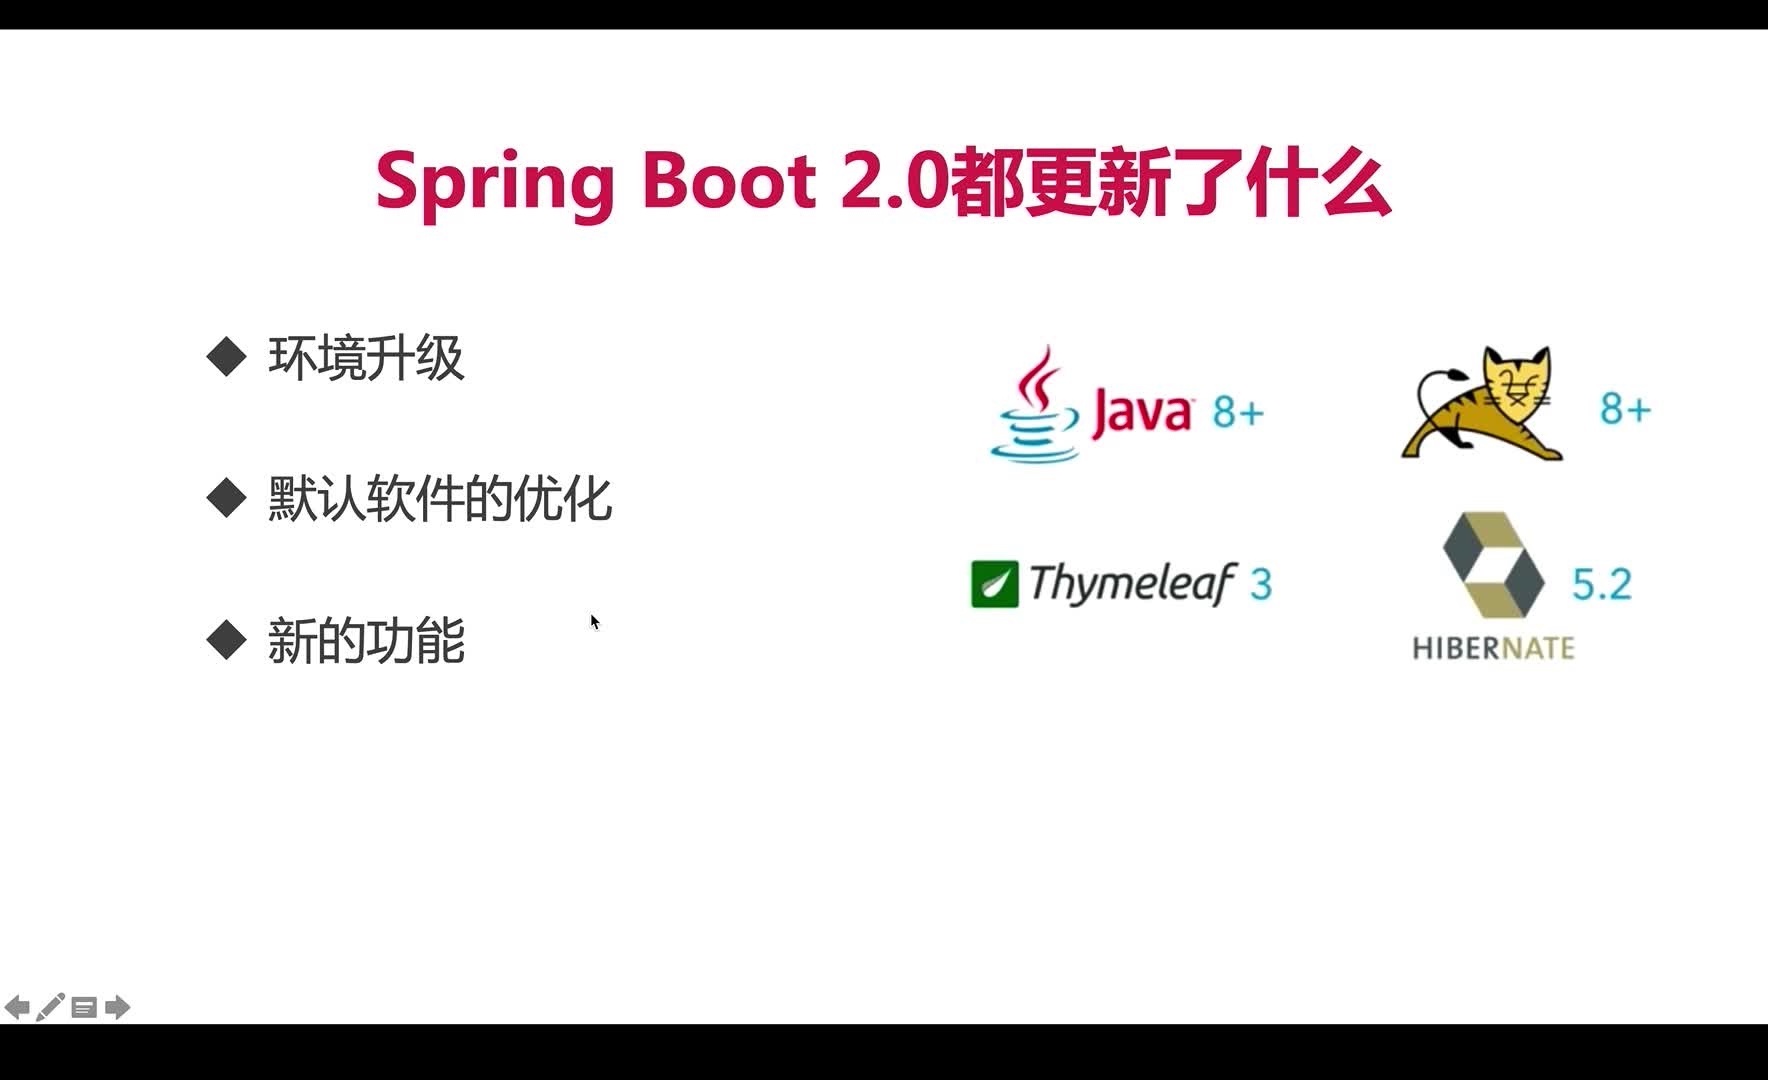 Spring Boot 2.0都更新了什么
环境升级
默认软件的优化
新的功能
Java 8+
8+
Thymeleaf 3
5.2
HIBERNATE